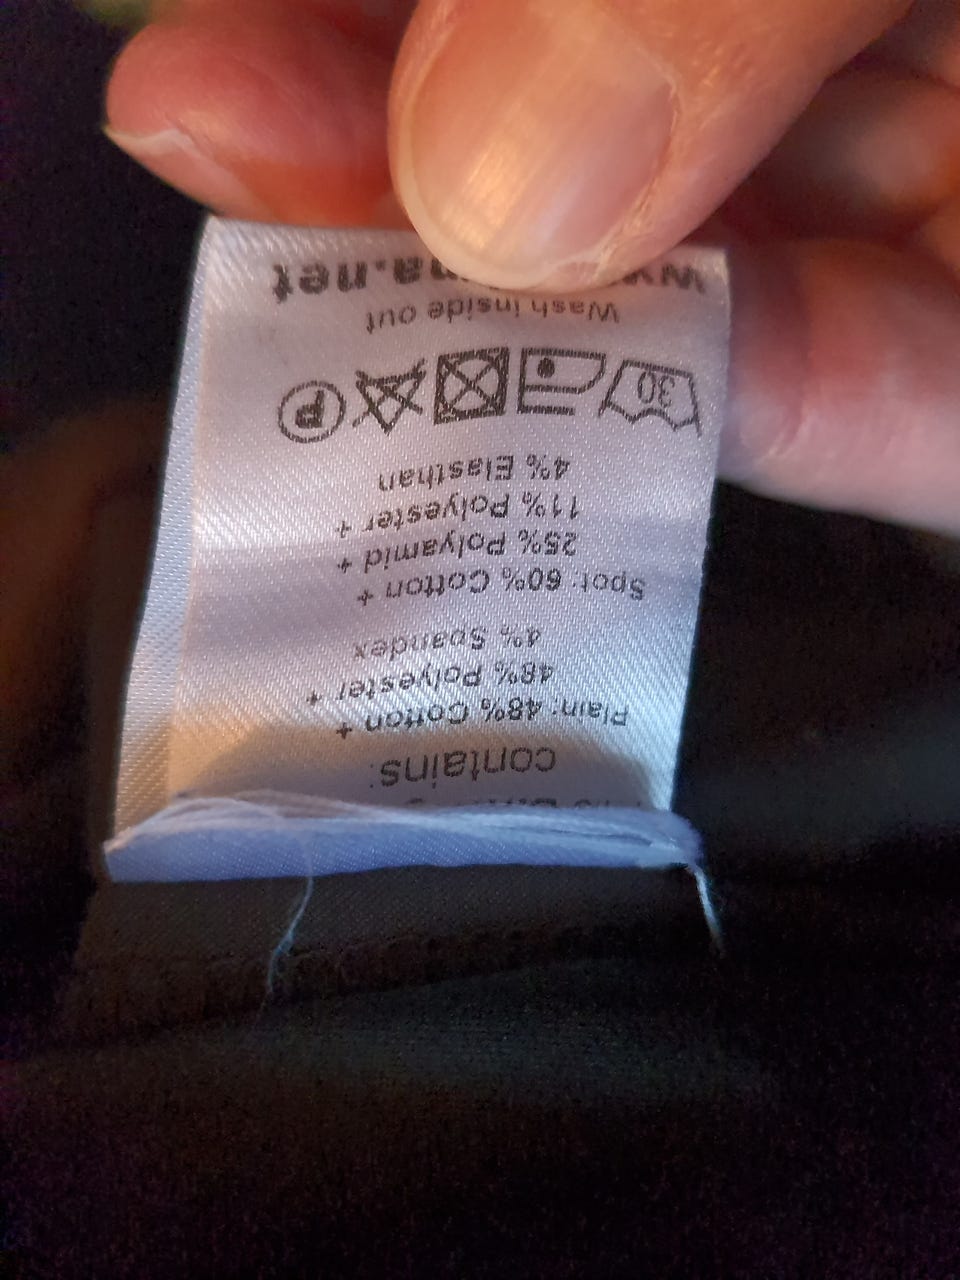 contains:
Plain: 48% Cotton +
48% Polyester +
4% Spandex
Spot: 60% Cotton +
25% Polyamid +
11% Polyester +
4% Elasthan
30 P
Wash inside out